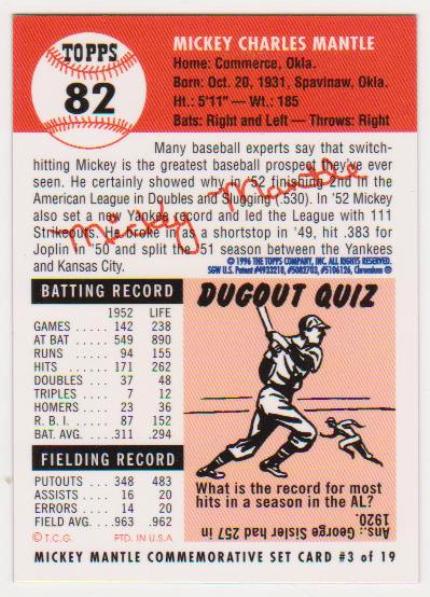 TOPPS
82
MICKEY CHARLES MANTLE
Home: Commerce, Okla.
Born: Oct. 20, 1931, Spavinaw, Okla.
Ht.: 5'11" — Wt.: 185
Bats: Right and Left — Throws: Right
Many baseball experts say that switch-
hitting Mickey is the greatest baseball prospect they've ever
seen. He certainly showed why in '52 finishing 2nd in the
American League in Doubles and Slugging (.530). In '52 Mickey
also set a new Yankee record and led the League with 111
Strikeouts. He broke in as a shortstop in '49, hit .383 for
Joplin in '50 and split the '51 season between the Yankees
and Kansas City.
Mickey Mantle
© 1996 THE TOPPS COMPANY, INC. ALL RIGHTS RESERVED.
SGW U.S. Patent #4933218, #5082703, #5106126, Chromium ®
BATTING RECORD
1952 LIFE
GAMES .... 142 238
AT BAT .... 549 890
RUNS .... 94 155
HITS .... 171 262
DOUBLES .... 37 48
TRIPLES .... 7 12
HOMERS .... 23 36
R. B. I. .... 87 152
BAT. AVG. .... .311 .294
FIELDING RECORD
PUTOUTS .... 348 483
ASSISTS .... 16 20
ERRORS .... 14 20
FIELD AVG. .... .963 .962
© T.C.G. PTD. IN U.S.A
DUGOUT QUIZ
What is the record for most
hits in a season in the AL?
Ans.: George Sisler had 257 in
1920.
MICKEY MANTLE COMMEMORATIVE SET CARD #3 of 19